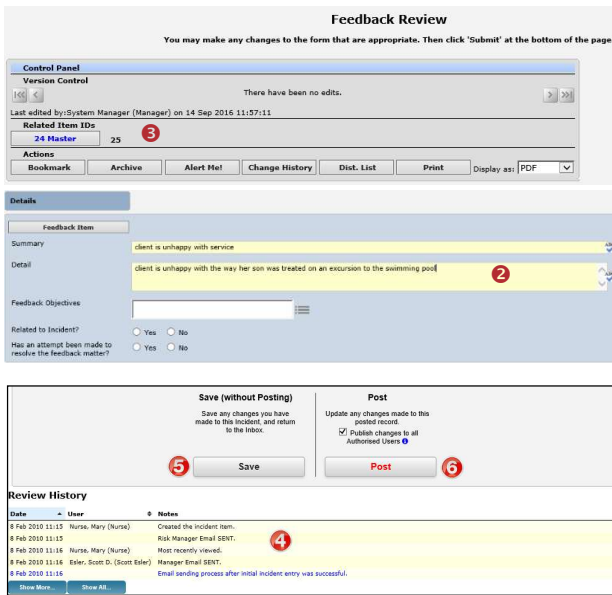 Feedback Review
You may make any changes to the form that are appropriate. Then click 'Submit' at the bottom of the page
Control Panel
Version Control
There have been no edits.
Last edited by:System Manager (Manager) on 14 Sep 2016 11:57:11
Related Item IDs
24 Master 25 3
Actions
Bookmark Archive Alert Me! Change History Dist. List Print Display as: PDF
Details
Feedback Item
Summary client is unhappy with service
Detail client is unhappy with the way her son was treated on an excursion to the swimming pool 2
Feedback Objectives
Related to Incident? Yes No
Has an attempt been made to
resolve the feedback matter? Yes No
Save (without Posting) Post
Save any changes you have Update any changes made to this
made to this Incident, and return posted record.
to the Inbox. Publish changes to all
Authorised Users
5 Save Post 6
Review History
Date User Notes
8 Feb 2010 11:15 Nurse, Mary (Nurse) Created the incident item.
8 Feb 2010 11:15 Risk Manager Email SENT. 4
8 Feb 2010 11:16 Nurse, Mary (Nurse) Most recently viewed.
8 Feb 2010 11:16 Esler, Scott D. (Scott Esler) Manager Email SENT.
8 Feb 2010 11:16 Email sending process after initial incident entry was successful.
Show More... Show All...